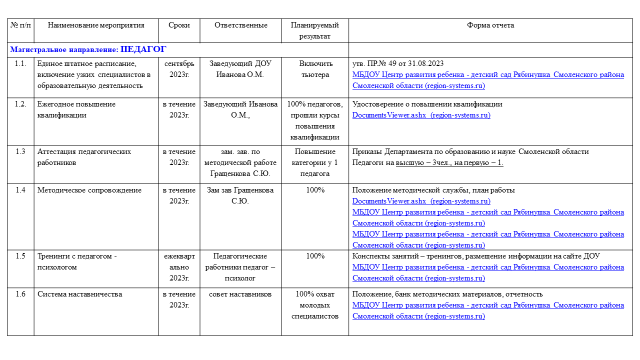 № п/п Наименование мероприятия Сроки Ответственные Планируемый результат Форма отчета
Магистральное направление: ПЕДАГОГ
1.1. Единое штатное расписание, сентябрь Заведующий ДОУ Включить утв. ПР.№ 49 от 31.08.2023
включение узких специалистов в 2023г. Иванова О.М. тьютера МБДОУ Центр развития ребенка - детский сад Рябинушка Смоленского района
образовательную деятельность Смоленской области (region-systems.ru)
1.2. Ежегодное повышение в течение Заведующий Иванова 100% педагогов, Удостоверение о повышении квалификации
квалификации 2023г. О.М., прошли курсы DocumentsViewer.ashx (region-systems.ru)
повышения
квалификации
1.3 Аттестация педагогических в течение зам. зав. по Повышение Приказы Департамента по образованию и науке Смоленской области
работников 2023г. методической работе категории у 1 Педагоги на высшую – 3чел., на первую – 1.
Гращенкова С.Ю. педагога
1.4 Методическое сопровождение в течение Зам зав Гращенкова 100% Положение методической службы, план работы
2023г. С.Ю. DocumentsViewer.ashx (region-systems.ru)
МБДОУ Центр развития ребенка - детский сад Рябинушка Смоленского района
Смоленской области (region-systems.ru)
МБДОУ Центр развития ребенка - детский сад Рябинушка Смоленского района
Смоленской области (region-systems.ru)
1.5 Тренинги с педагогом - ежекварт Педагогические 100% Конспекты занятий – тренингов, размещение информации на сайте ДОУ
психологом ально работники педагог – МБДОУ Центр развития ребенка - детский сад Рябинушка Смоленского района
2023г. психолог Смоленской области (region-systems.ru)
1.6 Система наставничества в течение совет наставников 100% охват Положение, банк методических материалов, отчетность
2023г. молодых МБДОУ Центр развития ребенка - детский сад Рябинушка Смоленского района
специалистов Смоленской области (region-systems.ru)